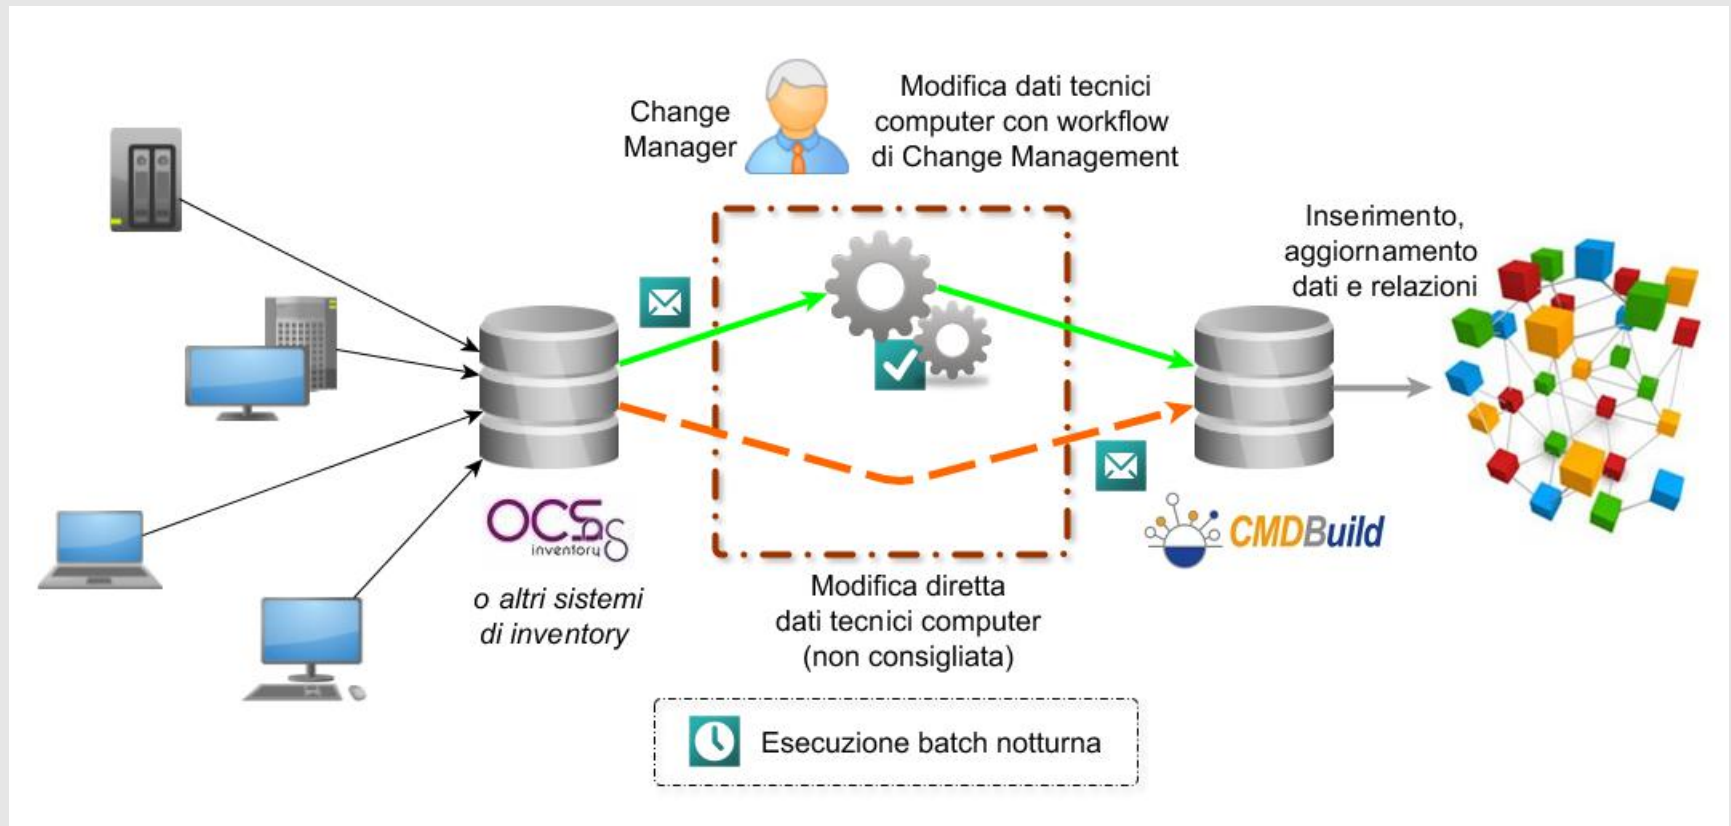 Change
Manager
Modifica dati tecnici
computer con workflow
di Change Management
Inserimento,
aggiornamento
dati e relazioni
OCS
ng
inventory
o altri sistemi
di inventory
CMDBuild
Modifica diretta
dati tecnici computer
(non consigliata)
Esecuzione batch notturna